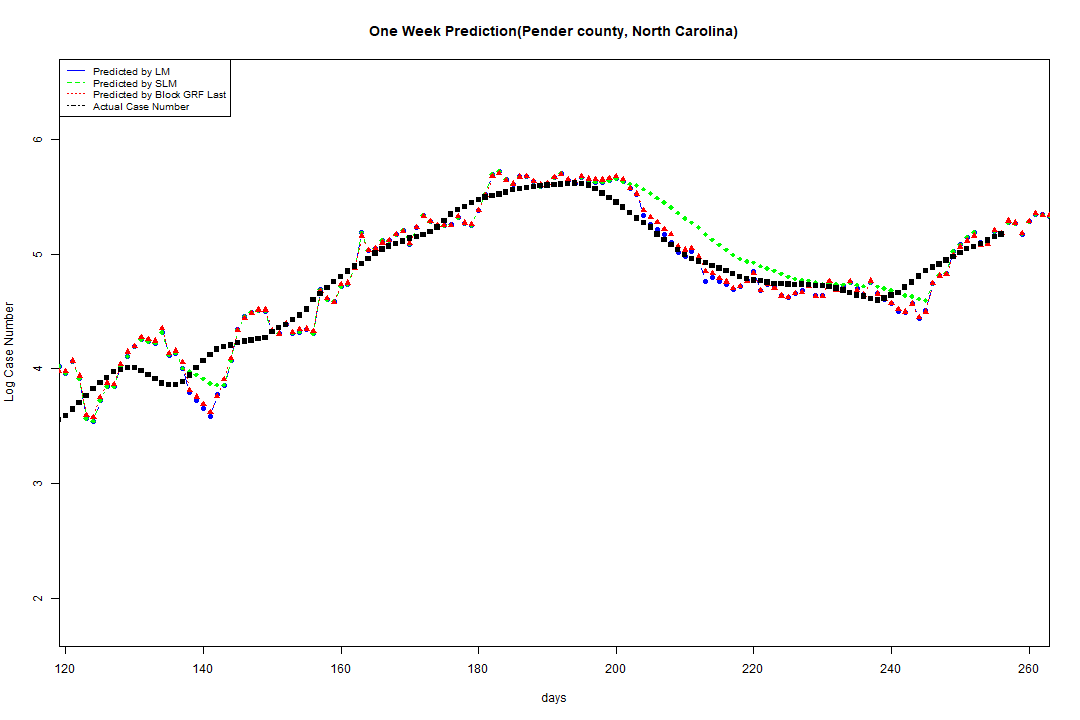 One Week Prediction(Pender county, North Carolina)
Predicted by LM
Predicted by SLM
Predicted by Block GRF Last
Actual Case Number
6
5
4
3
2
Log Case Number
120 140 160 180 200 220 240 260
days